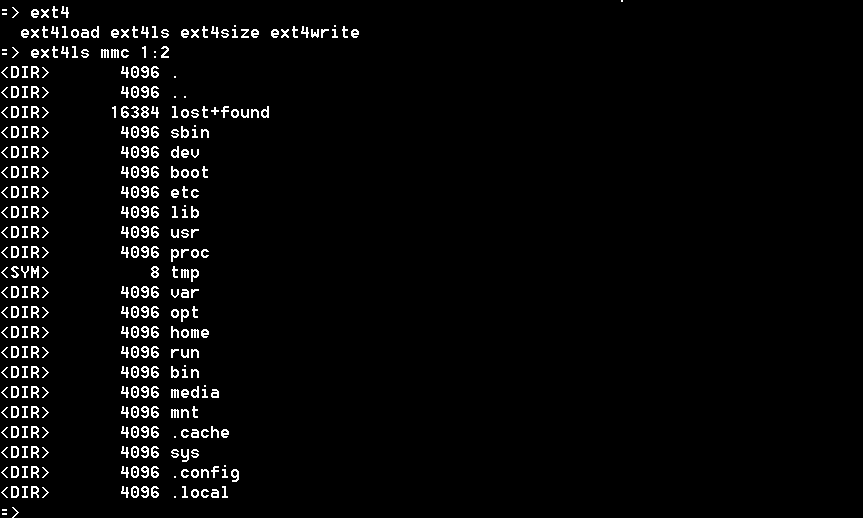 => ext4
  ext4load ext4ls ext4size ext4write
=> ext4ls mmc 1:2
<DIR>       4096 .
<DIR>       4096 ..
<DIR>      16384 lost+found
<DIR>       4096 sbin
<DIR>       4096 dev
<DIR>       4096 boot
<DIR>       4096 etc
<DIR>       4096 lib
<DIR>       4096 usr
<DIR>       4096 proc
<SYM>          8 tmp
<DIR>       4096 var
<DIR>       4096 opt
<DIR>       4096 home
<DIR>       4096 run
<DIR>       4096 bin
<DIR>       4096 media
<DIR>       4096 mnt
<DIR>       4096 .cache
<DIR>       4096 sys
<DIR>       4096 .config
<DIR>       4096 .local
=>